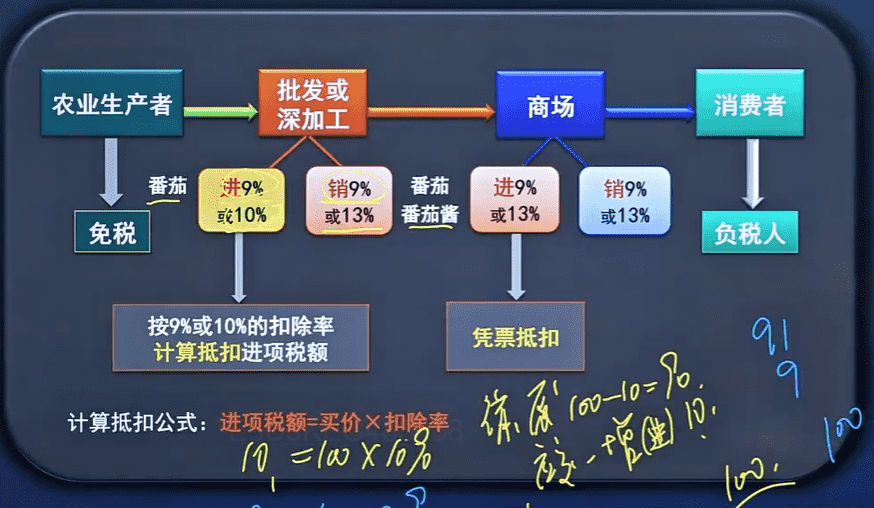 农业生产者
批发或
深加工
商场
消费者
番茄
进9%
或10%
销9%
或13%
番茄
番茄酱
进9%
或13%
销9%
或13%
免税
负税人
按9%或10%的扣除率
计算抵扣进项税额
凭票抵扣
计算抵扣公式：进项税额=买价×扣除率
91
9
100-10=90.
10.
10=100×10%
100.
100